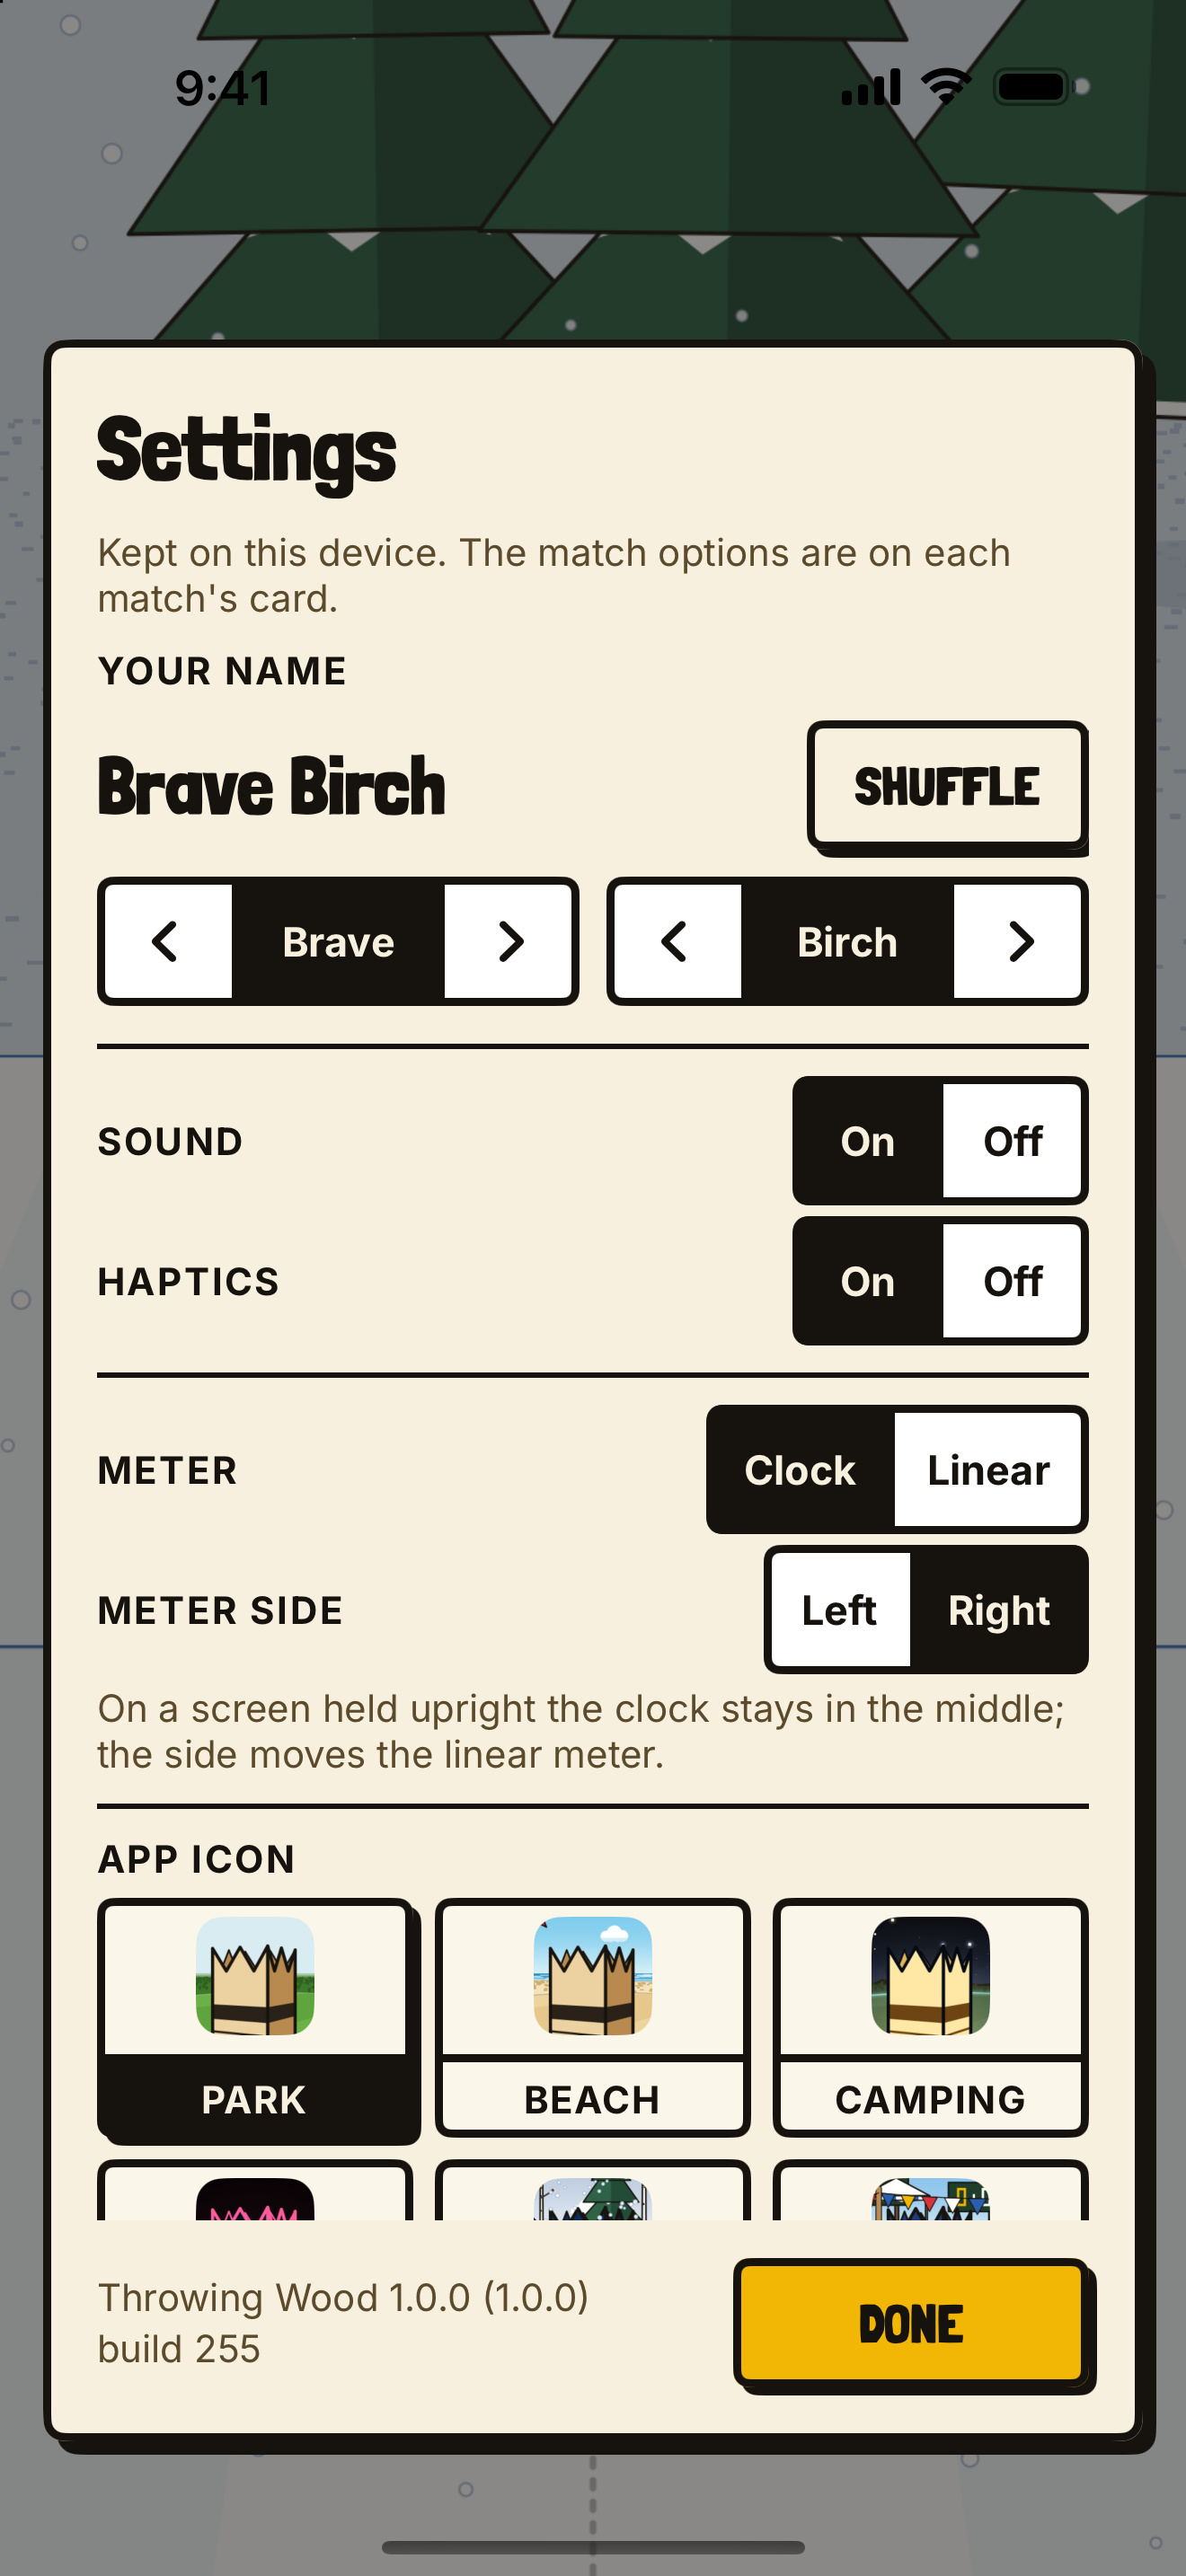 9:41
Settings
Kept on this device. The match options are on each
match's card.
YOUR NAME
Brave Birch
SHUFFLE
Brave
Birch
SOUND
On
Off
HAPTICS
On
Off
METER
Clock
Linear
METER SIDE
Left
Right
On a screen held upright the clock stays in the middle;
the side moves the linear meter.
APP ICON
PARK
BEACH
CAMPING
Throwing Wood 1.0.0 (1.0.0)
build 255
DONE